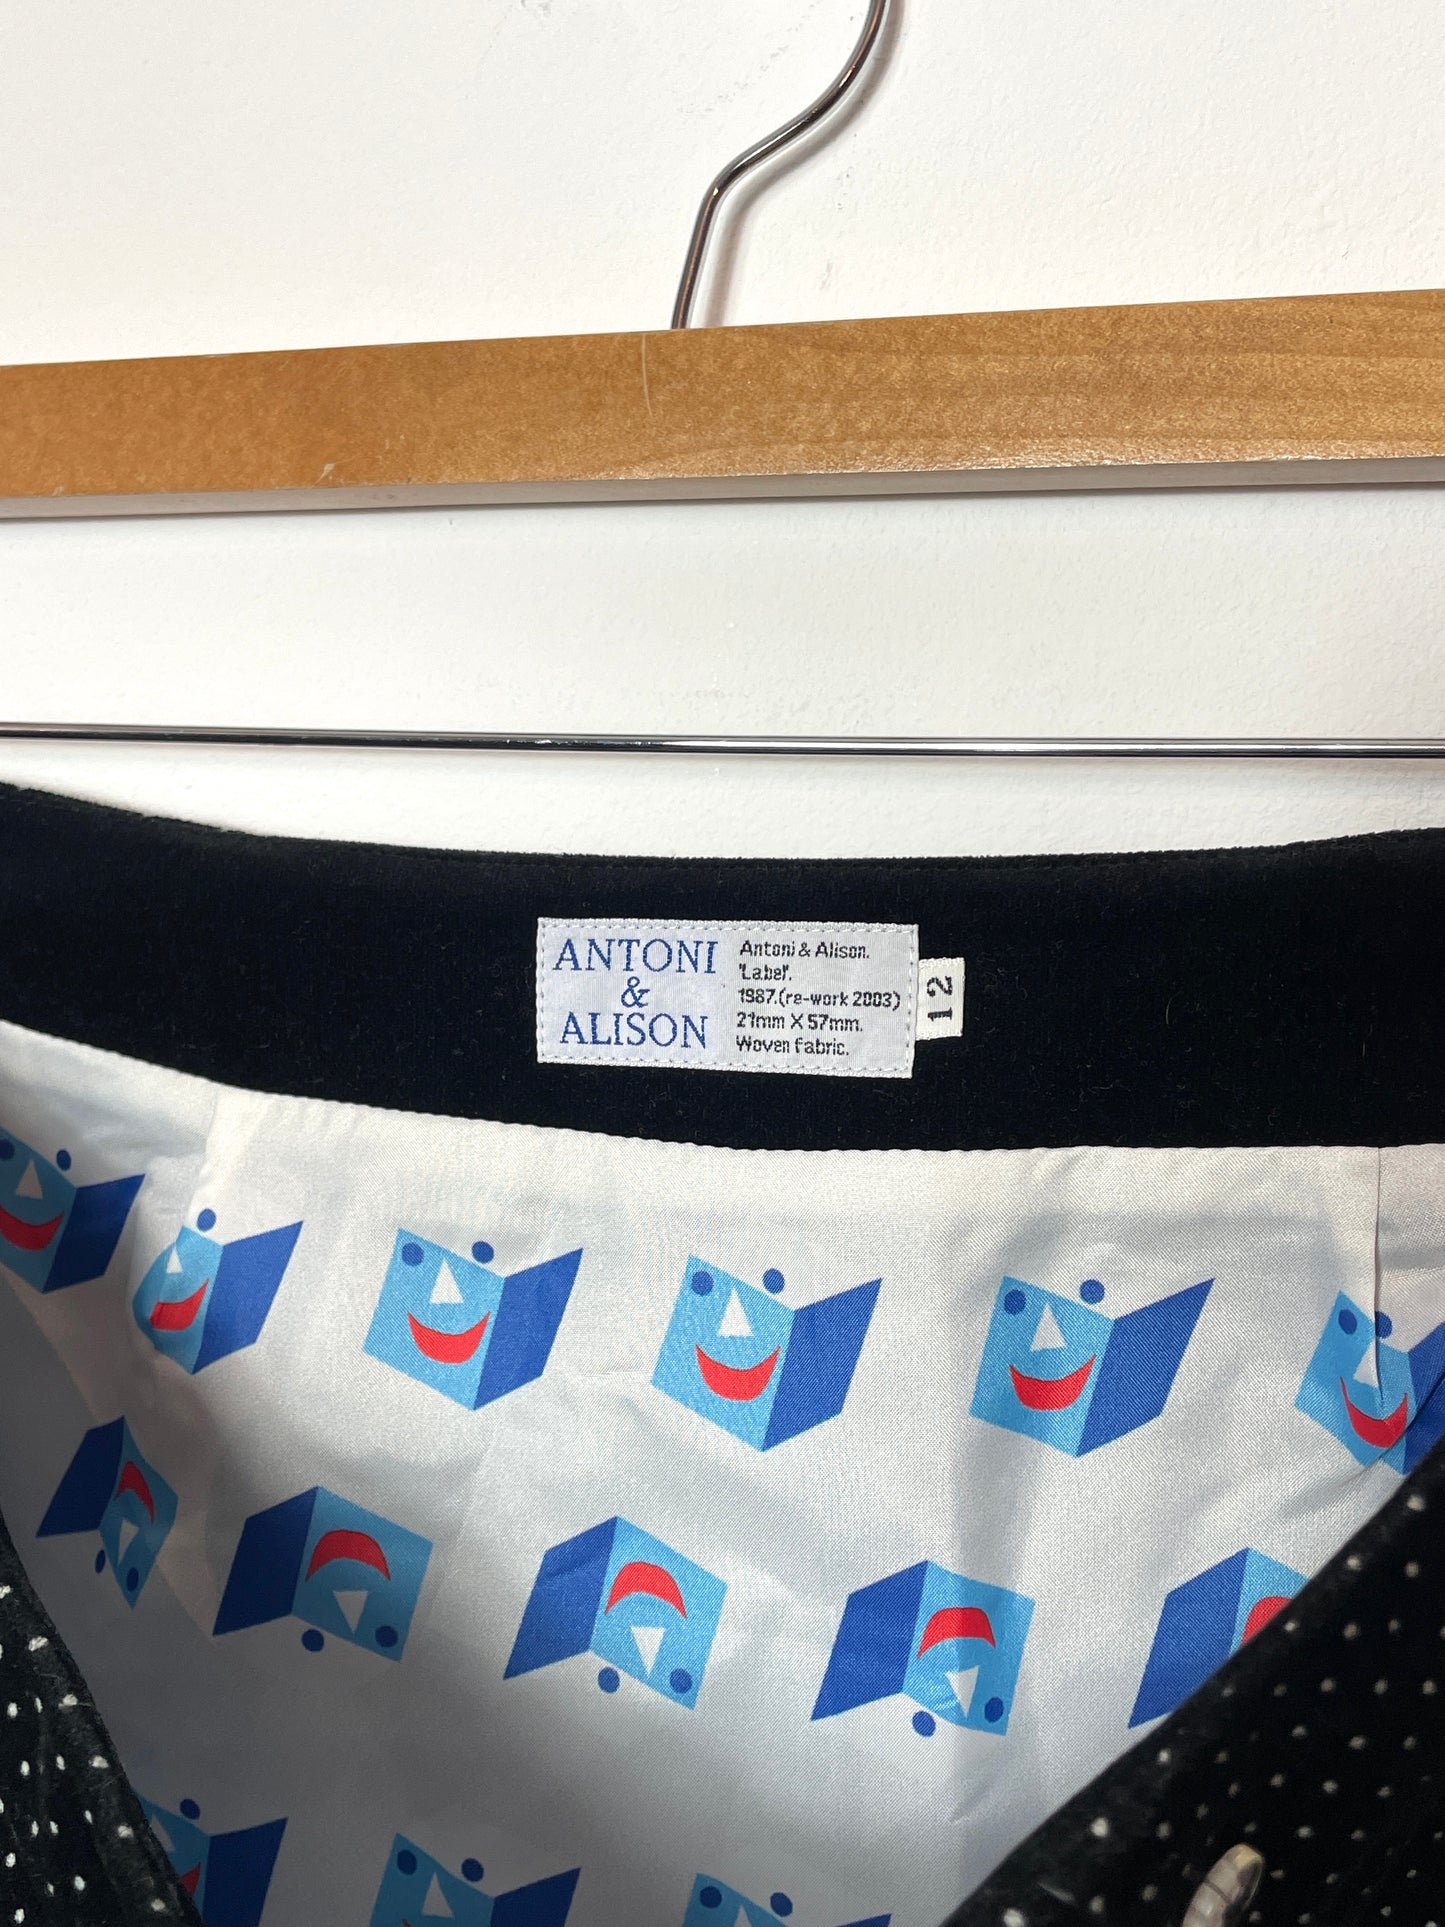 ANTONI
&
ALISON
Antoni & Alison.
'Label'.
1987.(re-work 2003)
21mm X 57mm.
Woven fabric.
12